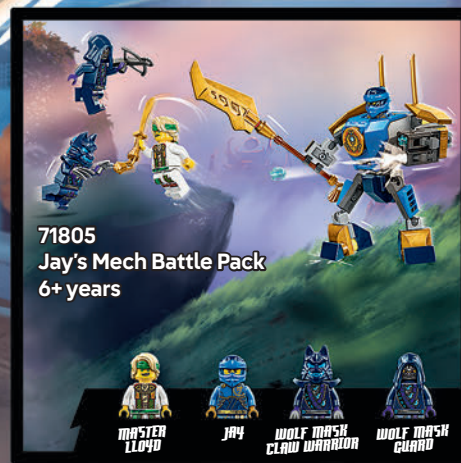 71805
Jay's Mech Battle Pack
6+ years
MASTER
LLOYD
JAY
WOLF MASK
CLAW WARRIOR
WOLF MASK
GUARD